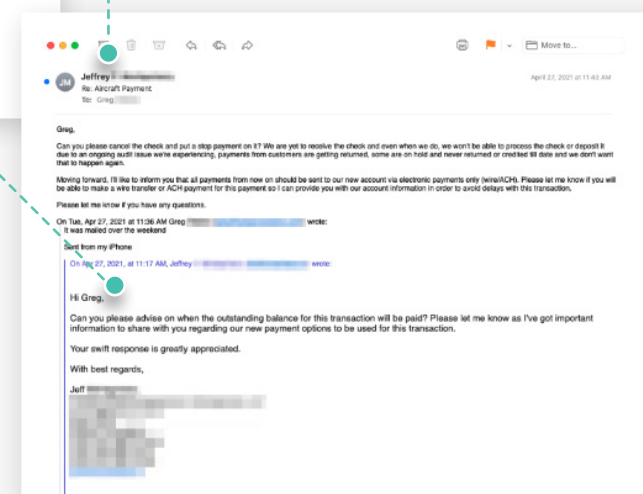 Move to...
JM
Jeffrey
April 27, 2021 at 11:43 AM
Re: Aircraft Payment
To: Greg
Greg,
Can you please cancel the check and put a stop payment on it? We are yet to receive the check and even when we do, we won't be able to process the check or deposit it
due to an ongoing audit issue we're experiencing, payments from customers are getting returned, some are on hold and never returned or credited till date and we don't want
that to happen again.
Moving forward, I'll like to inform you that all payments from now on should be sent to our new account via electronic payments only (wire/ACH). Please let me know if you will
be able to make a wire transfer or ACH payment for this payment so I can provide you with our account information in order to avoid delays with this transaction.
Please let me know if you have any questions.
On Tue, Apr 27, 2021 at 11:36 AM Greg wrote:
It was mailed over the weekend
Sent from my iPhone
On Apr 27, 2021, at 11:17 AM, Jeffrey wrote:
Hi Greg,
Can you please advise on when the outstanding balance for this transaction will be paid? Please let me know as I've got important
information to share with you regarding our new payment options to be used for this transaction.
Your swift response is greatly appreciated.
With best regards,
Jeff